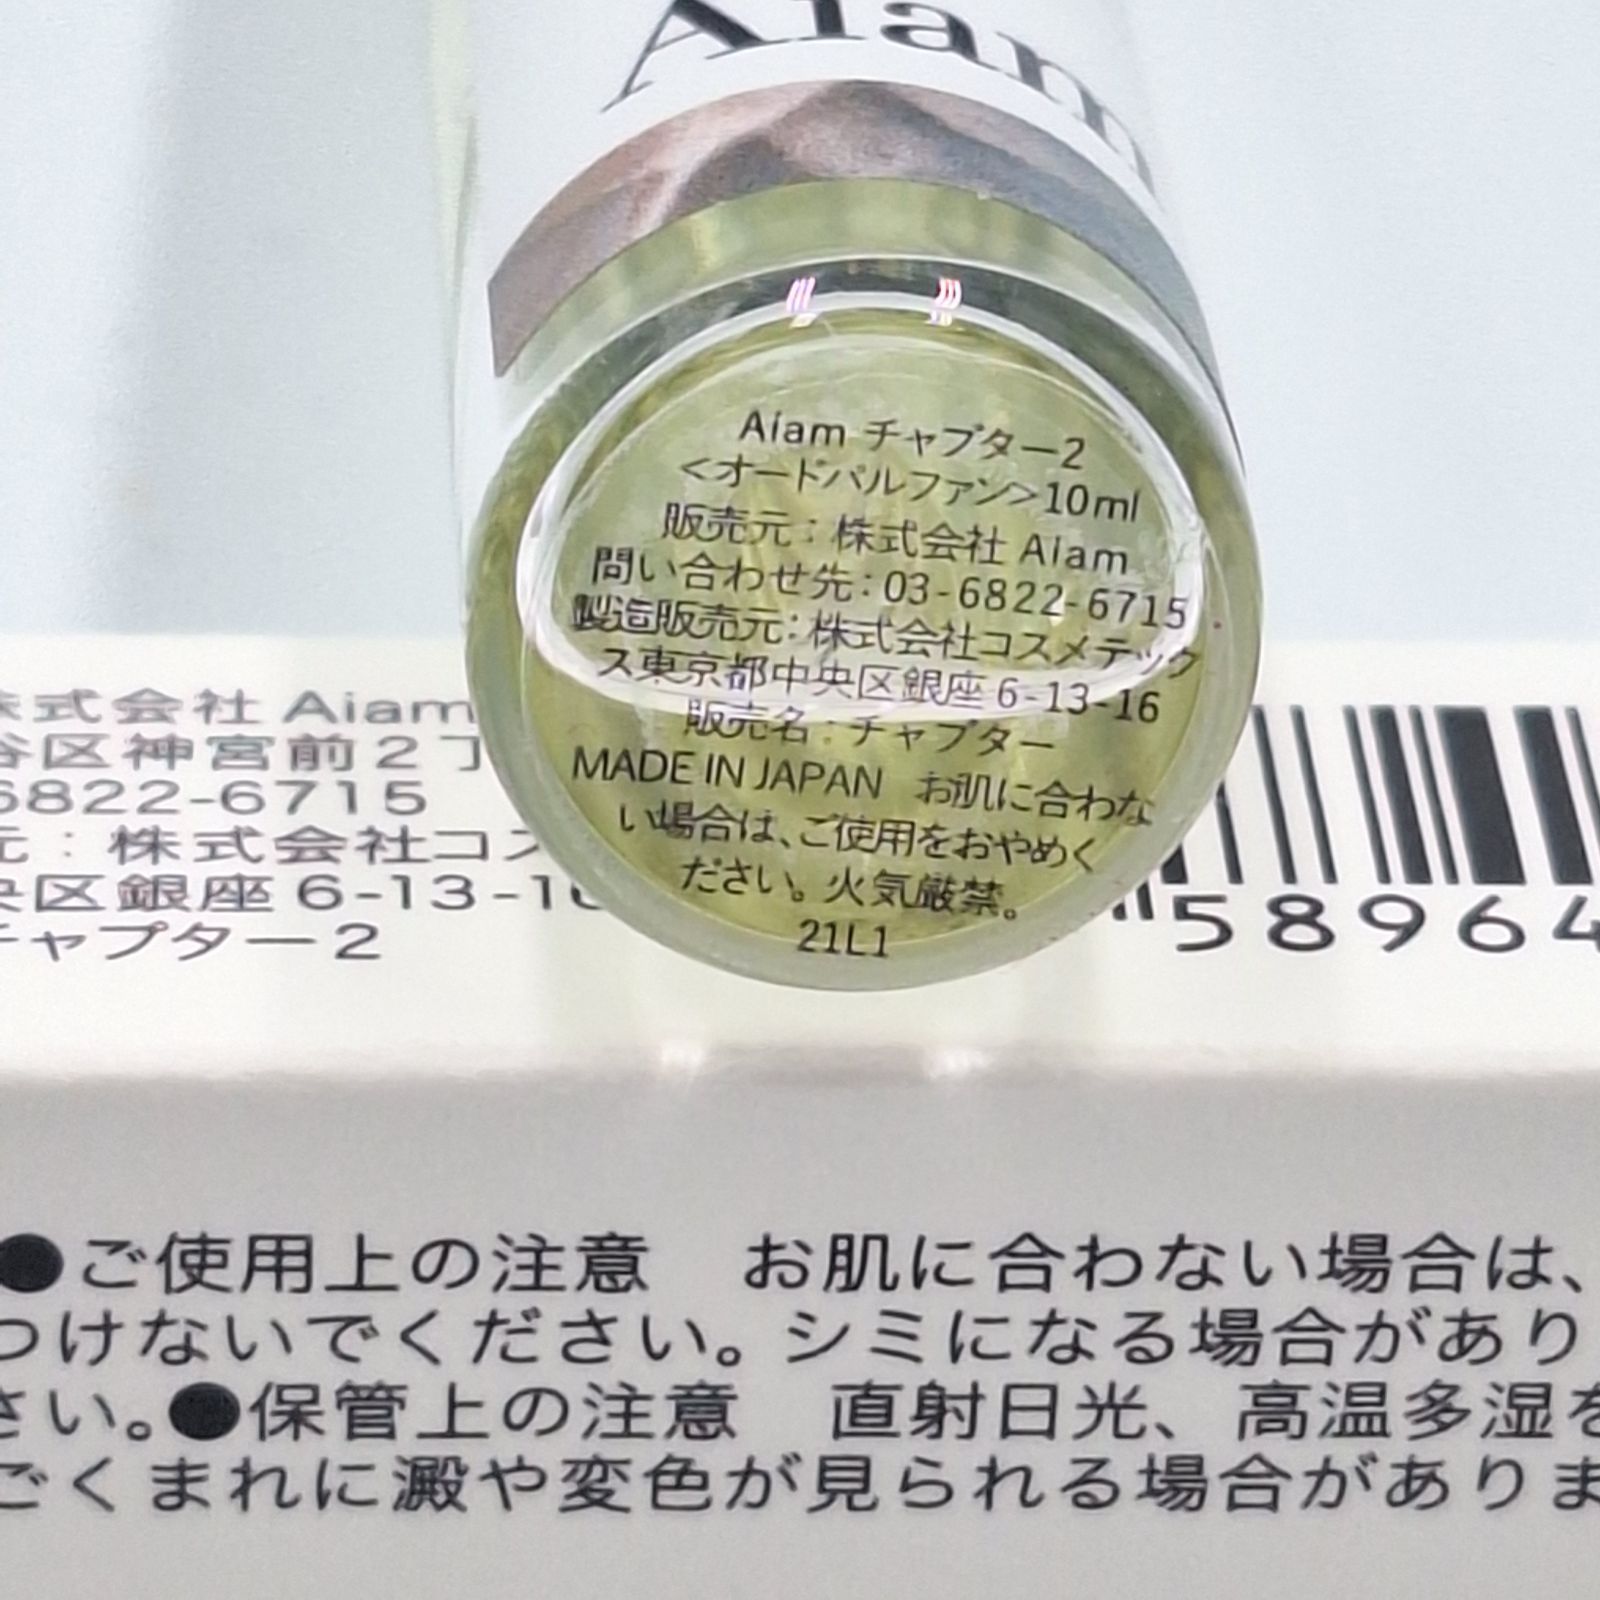 Aiam
Aiam チャプター2
<オードパルファン>10ml
販売元：株式会社 Aiam
問い合わせ先：03-6822-6715
製造販売元：株式会社コスメテック
ス東京都中央区銀座 6-13-16
販売名：チャプター
MADE IN JAPAN お肌に合わな
い場合は、ご使用をおやめく
ださい。火気厳禁。
21L1
株式会社 Aiam
谷区神宮前2丁
6822-6715
元：株式会社コス
央区銀座 6-13-16
チャプター2
58964
●ご使用上の注意 お肌に合わない場合は、
つけないでください。シミになる場合があり
さい。●保管上の注意 直射日光、高温多湿を
ごくまれに澱や変色が見られる場合がありま